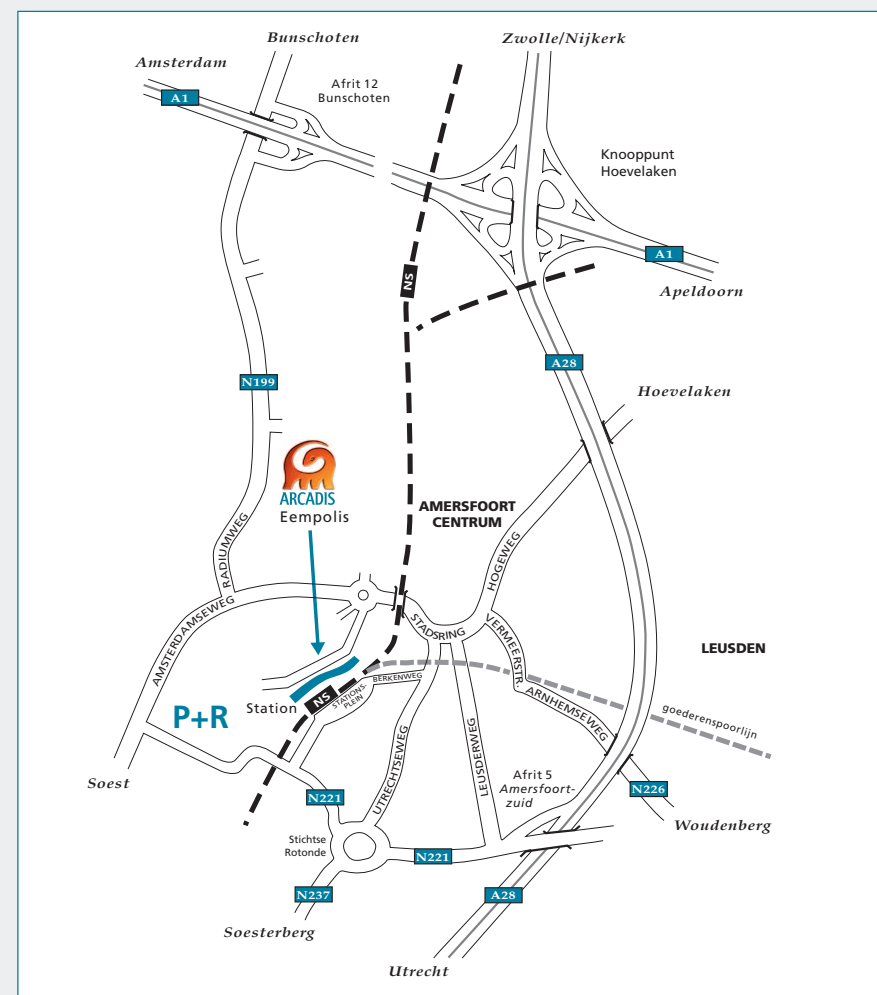 Bunschoten
Zwolle/Nijkerk
Amsterdam
Afrit 12
Bunschoten
A1
Knooppunt
Hoevelaken
A1
NS
Apeldoorn
A28
N199
Hoevelaken
ARCADIS
Eempolis
AMERSFOORT
CENTRUM
RADIUMWEG
HOGEWEG
AMSTERDAMSEWEG
STADSRING
VERMEERSTR.
LEUSDEN
BERKENWEG
NS
STATIONS-
PLEIN
Station
P+R
ARNHEMSEWEG
goederenspoorlijn
UTRECHTSEWEG
LEUSDERWEG
Soest
Afrit 5
Amersfoort-
zuid
N221
N226
Woudenberg
Stichtse
Rotonde
N221
N237
A28
Soesterberg
Utrecht